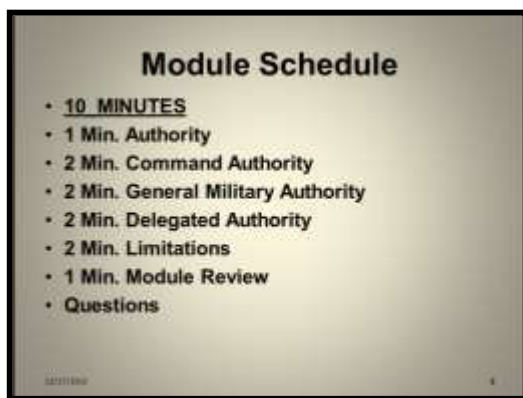 Module Schedule
• 10 MINUTES
• 1 Min. Authority
• 2 Min. Command Authority
• 2 Min. General Military Authority
• 2 Min. Delegated Authority
• 2 Min. Limitations
• 1 Min. Module Review
• Questions